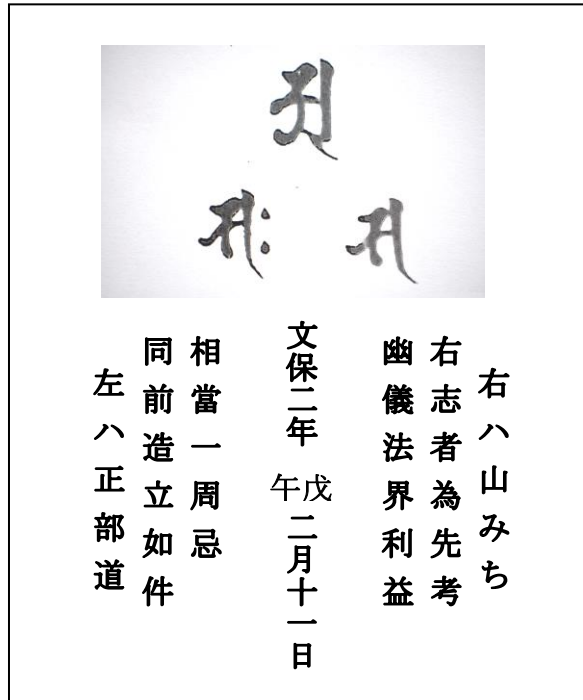 右ハ山みち
右志者為先考
幽儀法界利益
文保二年 戊午 二月十一日
相當一周忌
同前造立如件
左ハ正部道